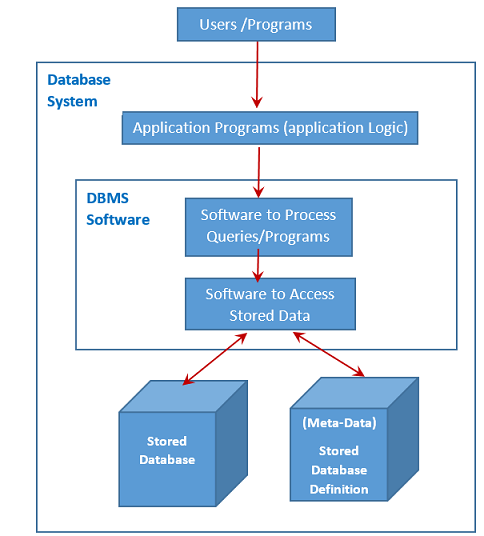 Users /Programs
Database
System
Application Programs (application Logic)
DBMS
Software
Software to Process
Queries/Programs
Software to Access
Stored Data
Stored
Database
(Meta-Data)
Stored
Database
Definition